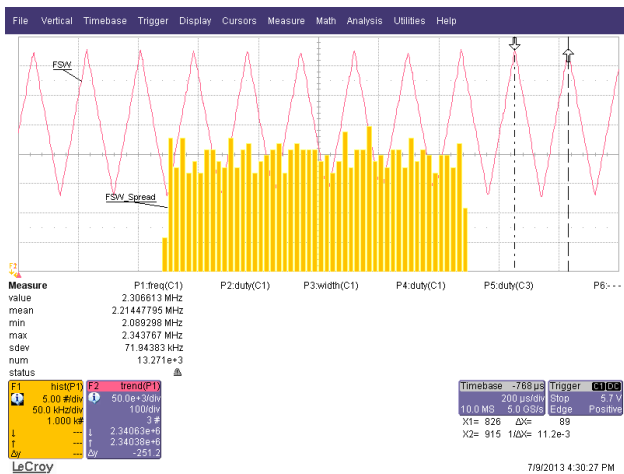 File Vertical Timebase Trigger Display Cursors Measure Math Analysis Utilities Help
FSW
FSW_Spread
F2
Measure P1:freq(C1) P2:duty(C1) P3:width(C1) P4:duty(C1) P5:duty(C3) P6:- - -
value 2.306613 MHz
mean 2.21447795 MHz
min 2.089298 MHz
max 2.343767 MHz
sdev 71.94383 kHz
num 13.271e+3
status
F1 hist(P1)
5.00 #/div
50.0 kHz/div
1.000 k#
↓ ---
↑ ---
Δy ---
F2 trend(P1)
50.0e+3/div
100/div
3 #
↓ 2.34063e+6
↑ 2.34038e+6
Δy -251.2
Timebase -768 µs
200 µs/div
10.0 MS 5.0 GS/s
Trigger C1 DC
Stop 5.7 V
Edge Positive
X1= 826 ΔX= 89
X2= 915 1/ΔX= 11.2e-3
LeCroy
7/9/2013 4:30:27 PM